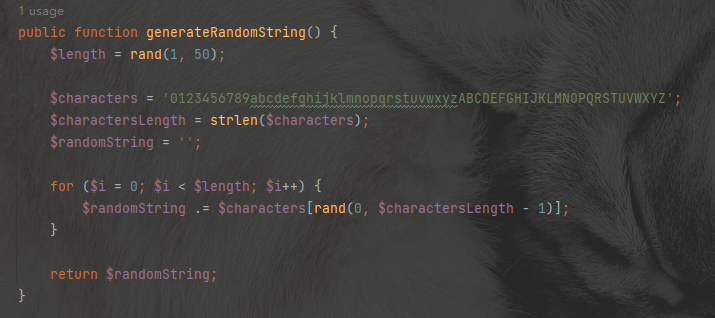 1 usage
public function generateRandomString() {
    $length = rand(1, 50);

    $characters = '0123456789abcdefghijklmnopqrstuvwxyzABCDEFGHIJKLMNOPQRSTUVWXYZ';
    $charactersLength = strlen($characters);
    $randomString = '';

    for ($i = 0; $i < $length; $i++) {
        $randomString .= $characters[rand(0, $charactersLength - 1)];
    }

    return $randomString;
}